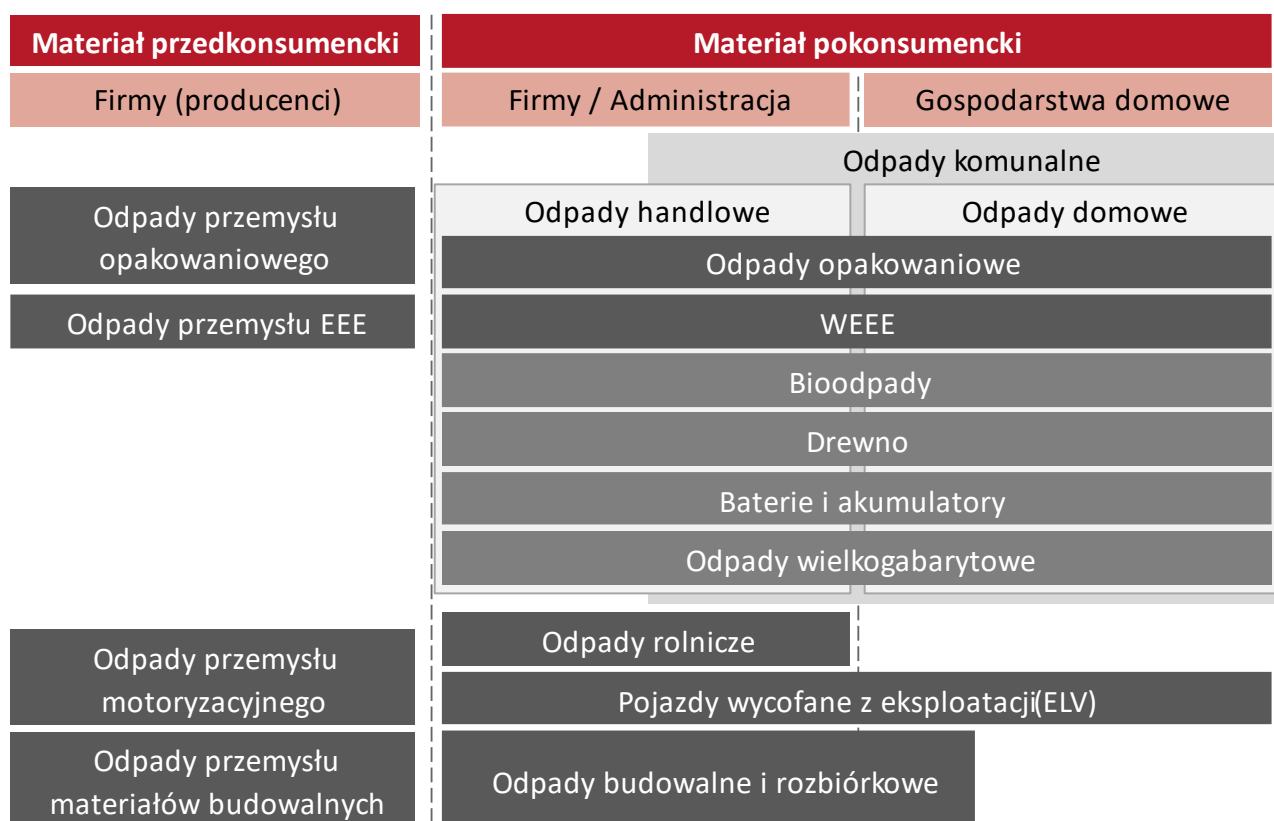 Materiał przedkonsumencki
Materiał pokonsumencki
Firmy (producenci)
Firmy / Administracja
Gospodarstwa domowe
Odpady komunalne
Odpady przemysłu
opakowaniowego
Odpady handlowe
Odpady domowe
Odpady opakowaniowe
Odpady przemysłu EEE
WEEE
Bioodpady
Drewno
Baterie i akumulatory
Odpady wielkogabarytowe
Odpady rolnicze
Odpady przemysłu
motoryzacyjnego
Pojazdy wycofane z eksploatacji(ELV)
Odpady przemysłu
materiałów budowalnych
Odpady budowalne i rozbiórkowe